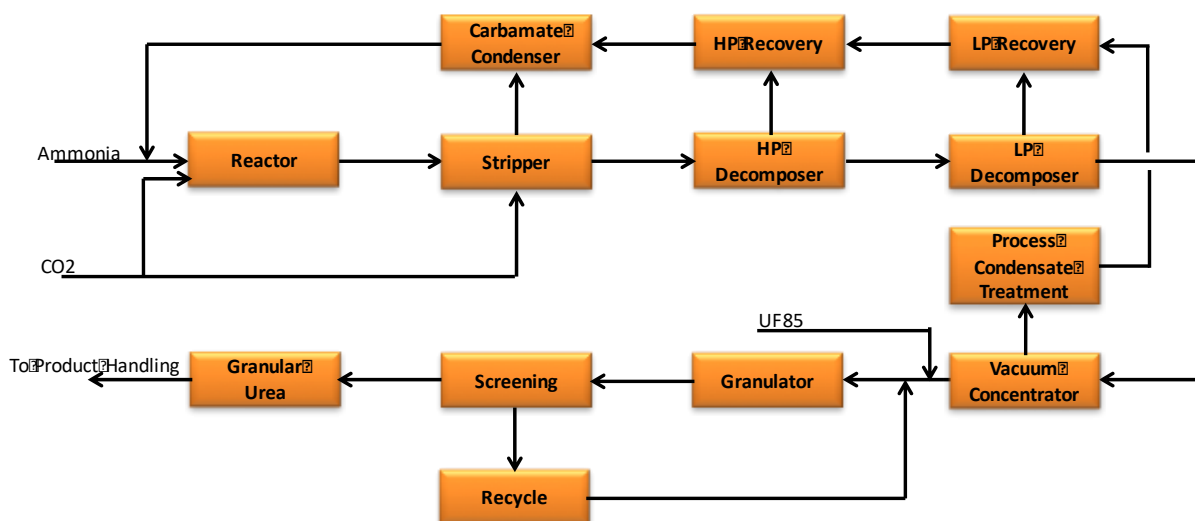 Carbamate
Condenser
HP Recovery
LP Recovery
Ammonia
Reactor
Stripper
HP
Decomposer
LP
Decomposer
CO2
Process
Condensate
Treatment
UF85
To Product Handling
Granular
Urea
Screening
Granulator
Vacuum
Concentrator
Recycle